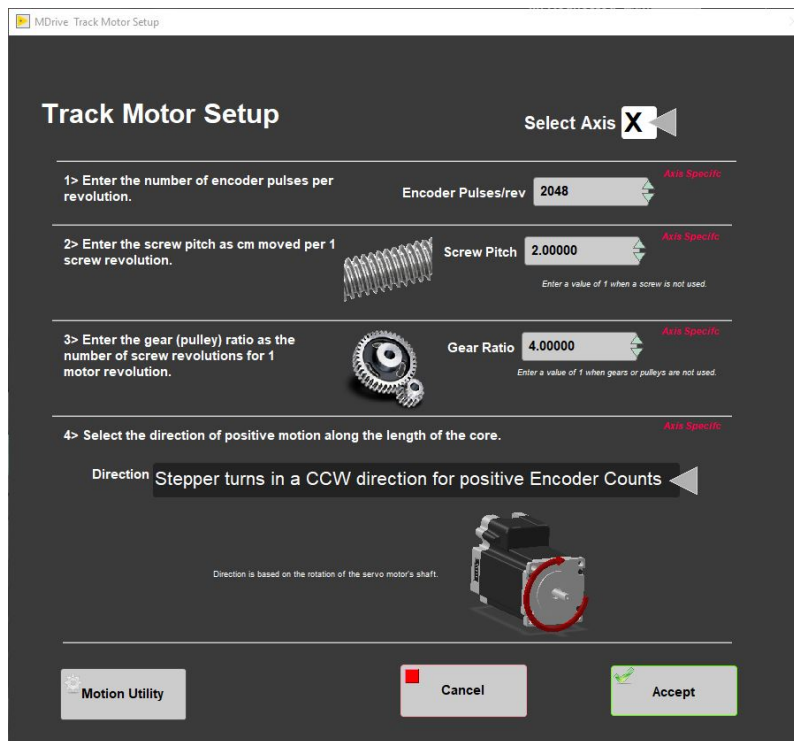 MDrive Track Motor Setup
Track Motor Setup
Select Axis X
Axis Specifc
1> Enter the number of encoder pulses per
revolution.
Encoder Pulses/rev 2048
Axis Specifc
2> Enter the screw pitch as cm moved per 1
screw revolution.
Screw Pitch 2.00000
Enter a value of 1 when a screw is not used.
Axis Specifc
3> Enter the gear (pulley) ratio as the
number of screw revolutions for 1
motor revolution.
Gear Ratio 4.00000
Enter a value of 1 when gears or pulleys are not used.
Axis Specifc
4> Select the direction of positive motion along the length of the core.
Direction Stepper turns in a CCW direction for positive Encoder Counts
Direction is based on the rotation of the servo motor's shaft.
Motion Utility
Cancel
Accept